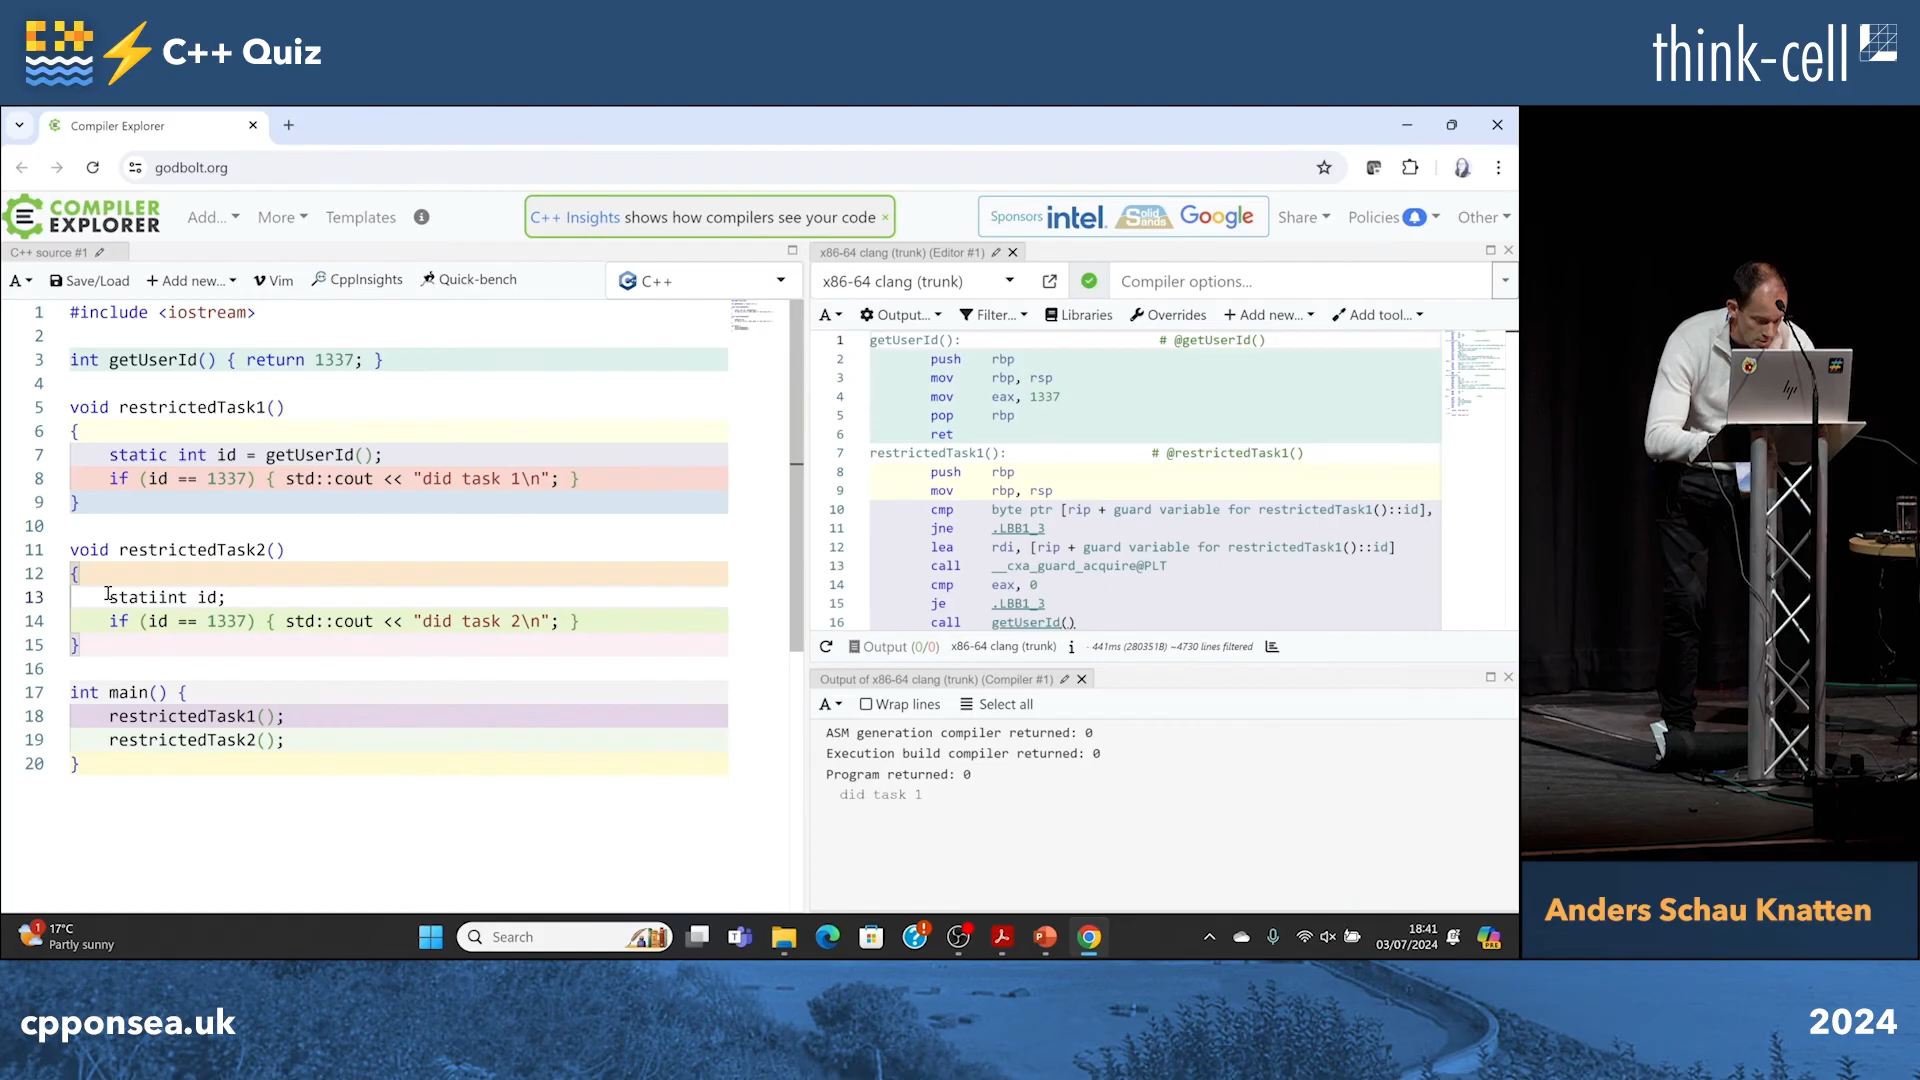 C++ Quiz
think-cell
Compiler Explorer
godbolt.org
COMPILER
EXPLORER
Add...
More
Templates
C++ Insights shows how compilers see your code ×
Sponsors intel. Solid Sands Google
Share
Policies
Other
C++ source #1
A
Save/Load
+ Add new...
Vim
CppInsights
Quick-bench
C++
1 #include <iostream>
2
3 int getUserId() { return 1337; }
4
5 void restrictedTask1()
6 {
7 static int id = getUserId();
8 if (id == 1337) { std::cout << "did task 1\n"; }
9 }
10
11 void restrictedTask2()
12 {
13 statiint id;
14 if (id == 1337) { std::cout << "did task 2\n"; }
15 }
16
17 int main() {
18 restrictedTask1();
19 restrictedTask2();
20 }
x86-64 clang (trunk) (Editor #1)
x86-64 clang (trunk)
Compiler options...
A
Output...
Filter...
Libraries
Overrides
+ Add new...
Add tool...
1 getUserId(): # @getUserId()
2 push rbp
3 mov rbp, rsp
4 mov eax, 1337
5 pop rbp
6 ret
7 restrictedTask1(): # @restrictedTask1()
8 push rbp
9 mov rbp, rsp
10 cmp byte ptr [rip + guard variable for restrictedTask1()::id],
11 jne .LBB1_3
12 lea rdi, [rip + guard variable for restrictedTask1()::id]
13 call __cxa_guard_acquire@PLT
14 cmp eax, 0
15 je .LBB1_3
16 call getUserId()
Output (0/0) x86-64 clang (trunk) i - 441ms (280351B) ~4730 lines filtered
Output of x86-64 clang (trunk) (Compiler #1)
A
Wrap lines
Select all
ASM generation compiler returned: 0
Execution build compiler returned: 0
Program returned: 0
did task 1
hp
#
Anders Schau Knatten
1
17°C
Partly sunny
Search
18:41
03/07/2024
PRE
cpponsea.uk
2024